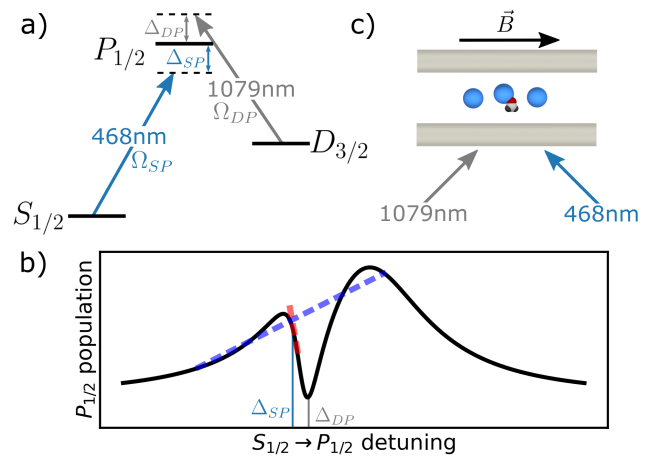 a)
Δ_DP
P_1/2
Δ_SP
1079nm
Ω_DP
468nm
Ω_SP
D_3/2
S_1/2
c)
B⃗
1079nm
468nm
b)
P_1/2 population
Δ_SP
Δ_DP
S_1/2 → P_1/2 detuning